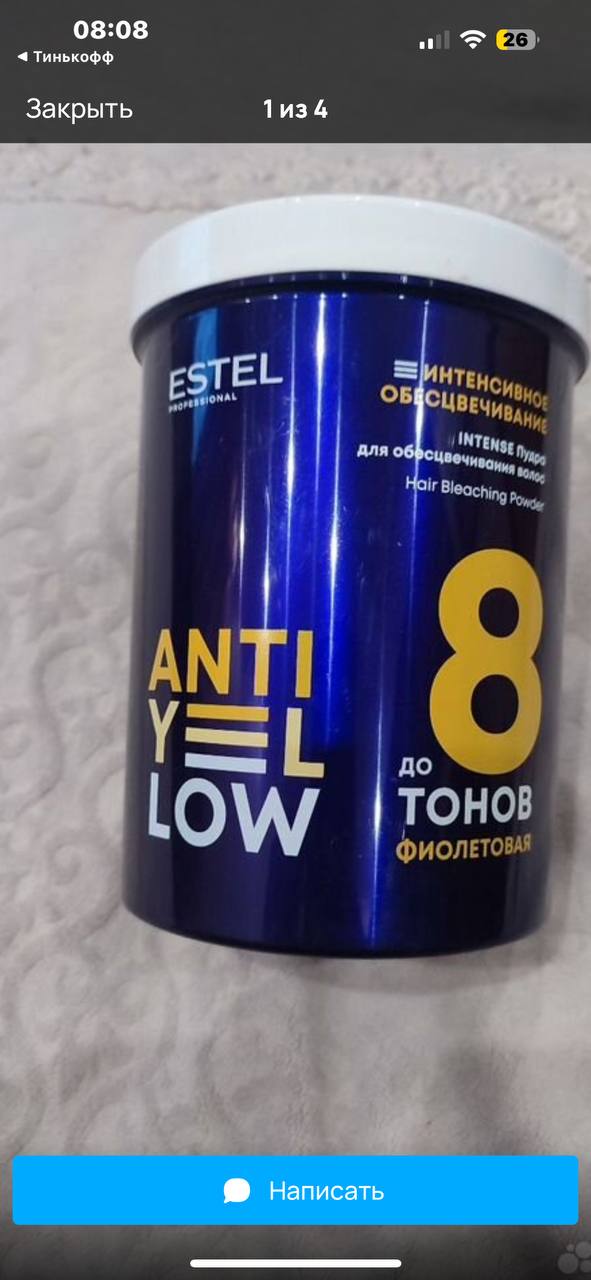 08:08
26
◀ Тинькофф
Закрыть
1 из 4
ESTEL
PROFESSIONAL
ИНТЕНСИВНОЕ
ОБЕСЦВЕЧИВАНИЕ
INTENSE Пудра
для обесцвечивания волос
Hair Bleaching Powder
ANTI
YEL
LOW
8
ДО
ТОНОВ
ФИОЛЕТОВАЯ
Написать